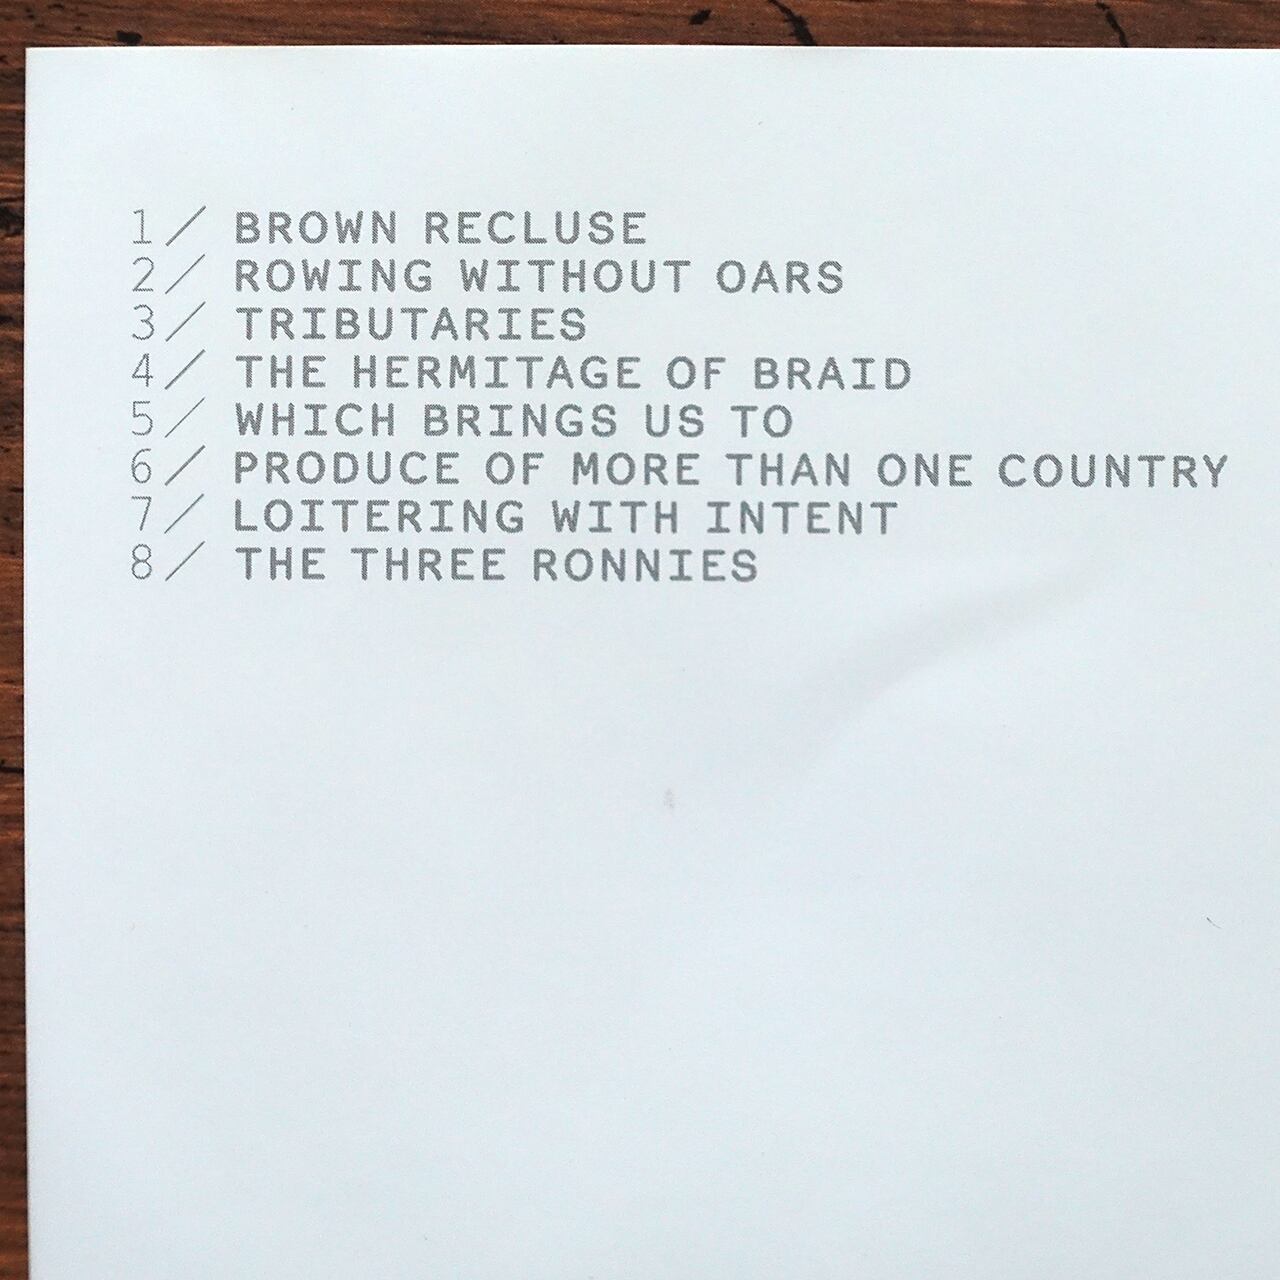 1/ BROWN RECLUSE
2/ ROWING WITHOUT OARS
3/ TRIBUTARIES
4/ THE HERMITAGE OF BRAID
5/ WHICH BRINGS US TO
6/ PRODUCE OF MORE THAN ONE COUNTRY
7/ LOITERING WITH INTENT
8/ THE THREE RONNIES